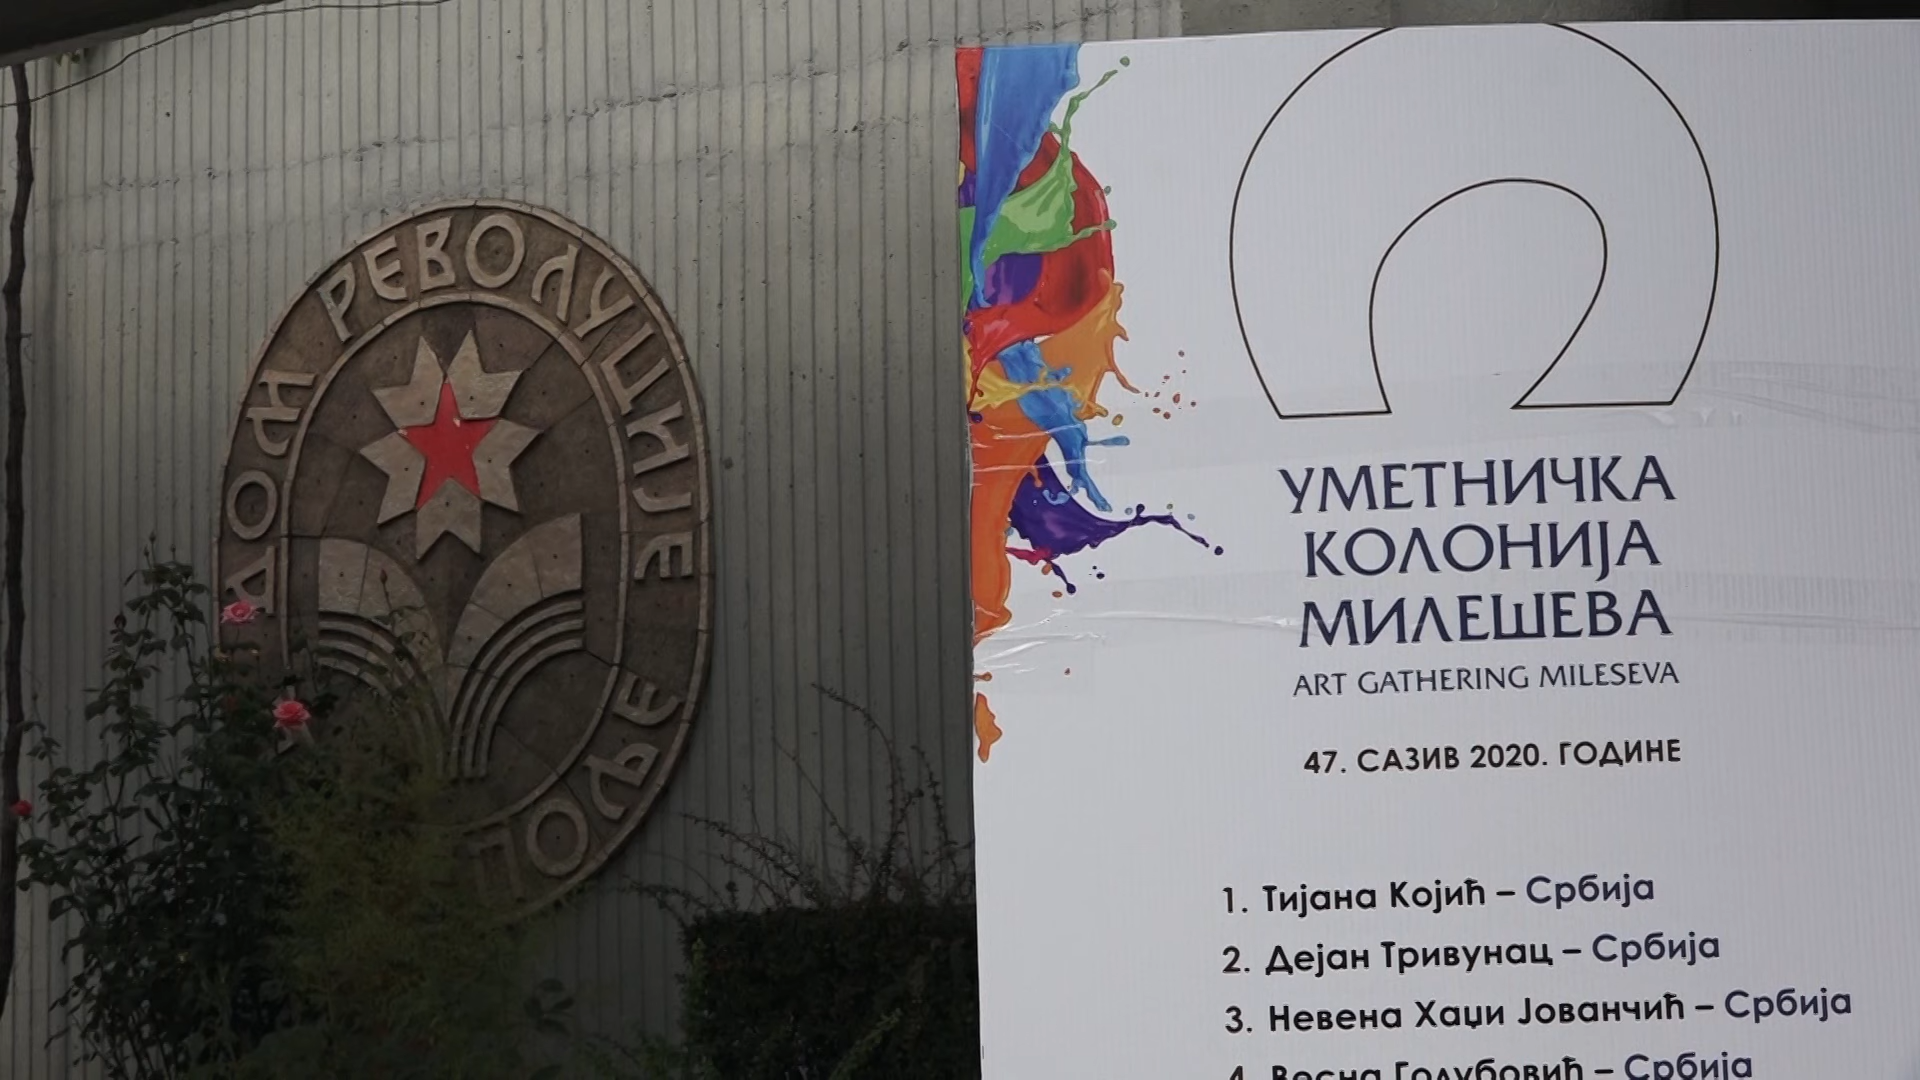 ДОМ РЕВОЛУЦИЈЕ
УМЕТНИЧКА
КОЛОНИЈА
МИЛЕШЕВА
ART GATHERING MILESEVA
47. САЗИВ 2020. ГОДИНЕ
1. Тијана Којић – Србија
2. Дејан Тривунац – Србија
3. Невена Хаџи Јованчић – Србија
4. Весна Голубовић – Србија